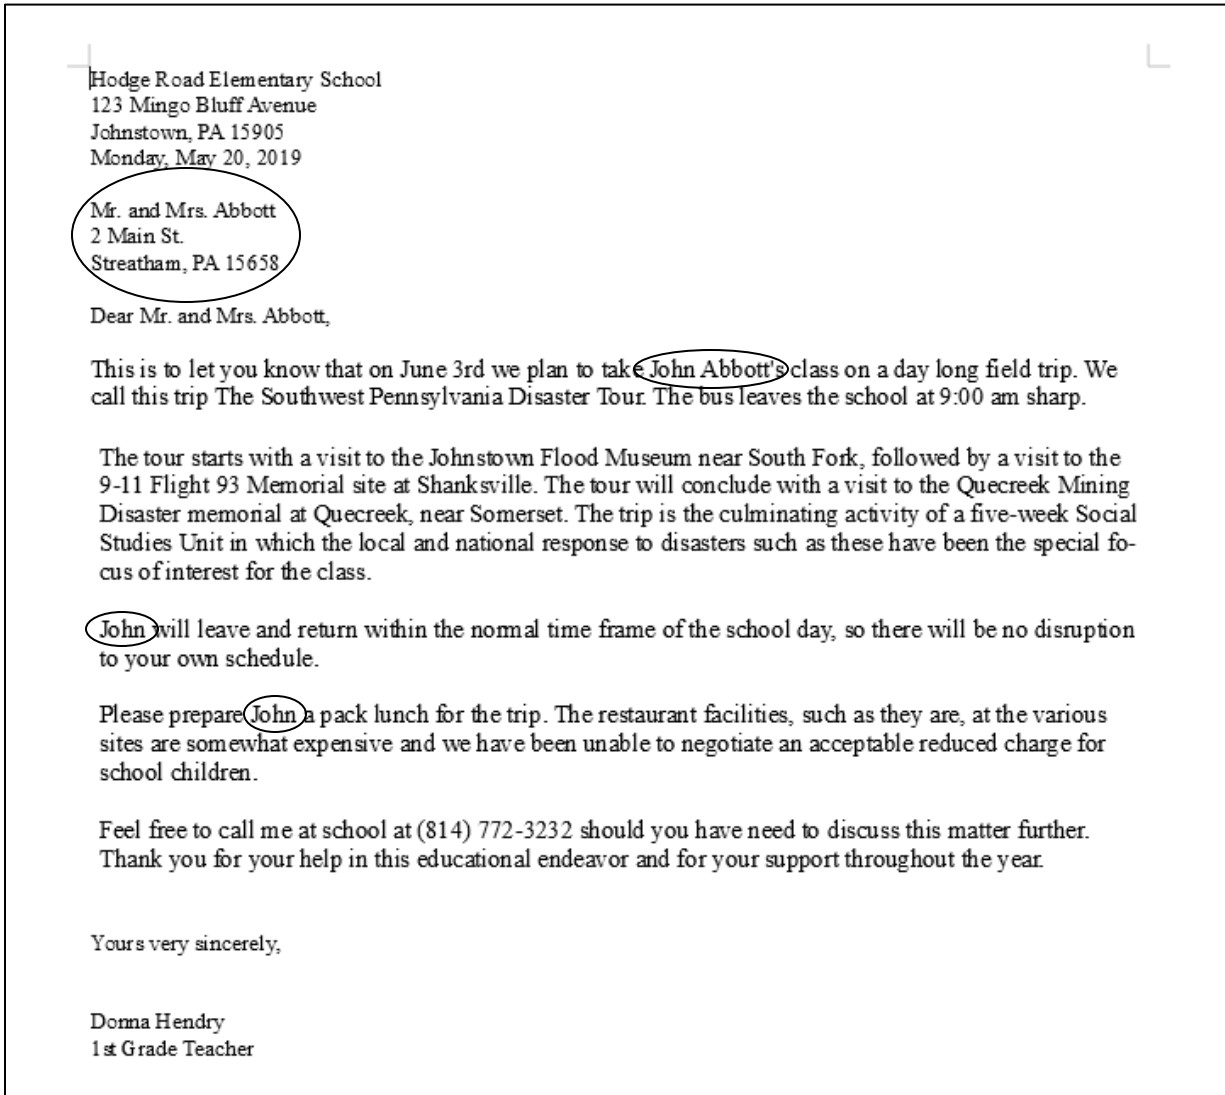 Hodge Road Elementary School
123 Mingo Bluff Avenue
Johnstown, PA 15905
Monday, May 20, 2019
Mr. and Mrs. Abbott
2 Main St.
Streatham, PA 15658
Dear Mr. and Mrs. Abbott,
This is to let you know that on June 3rd we plan to take John Abbott's class on a day long field trip. We
call this trip The Southwest Pennsylvania Disaster Tour. The bus leaves the school at 9:00 am sharp.
The tour starts with a visit to the Johnstown Flood Museum near South Fork, followed by a visit to the
9-11 Flight 93 Memorial site at Shanksville. The tour will conclude with a visit to the Quecreek Mining
Disaster memorial at Quecreek, near Somerset. The trip is the culminating activity of a five-week Social
Studies Unit in which the local and national response to disasters such as these have been the special fo-
cus of interest for the class.
John will leave and return within the normal time frame of the school day, so there will be no disruption
to your own schedule.
Please prepare John a pack lunch for the trip. The restaurant facilities, such as they are, at the various
sites are somewhat expensive and we have been unable to negotiate an acceptable reduced charge for
school children.
Feel free to call me at school at (814) 772-3232 should you have need to discuss this matter further.
Thank you for your help in this educational endeavor and for your support throughout the year.
Yours very sincerely,
Donna Hendry
1st Grade Teacher